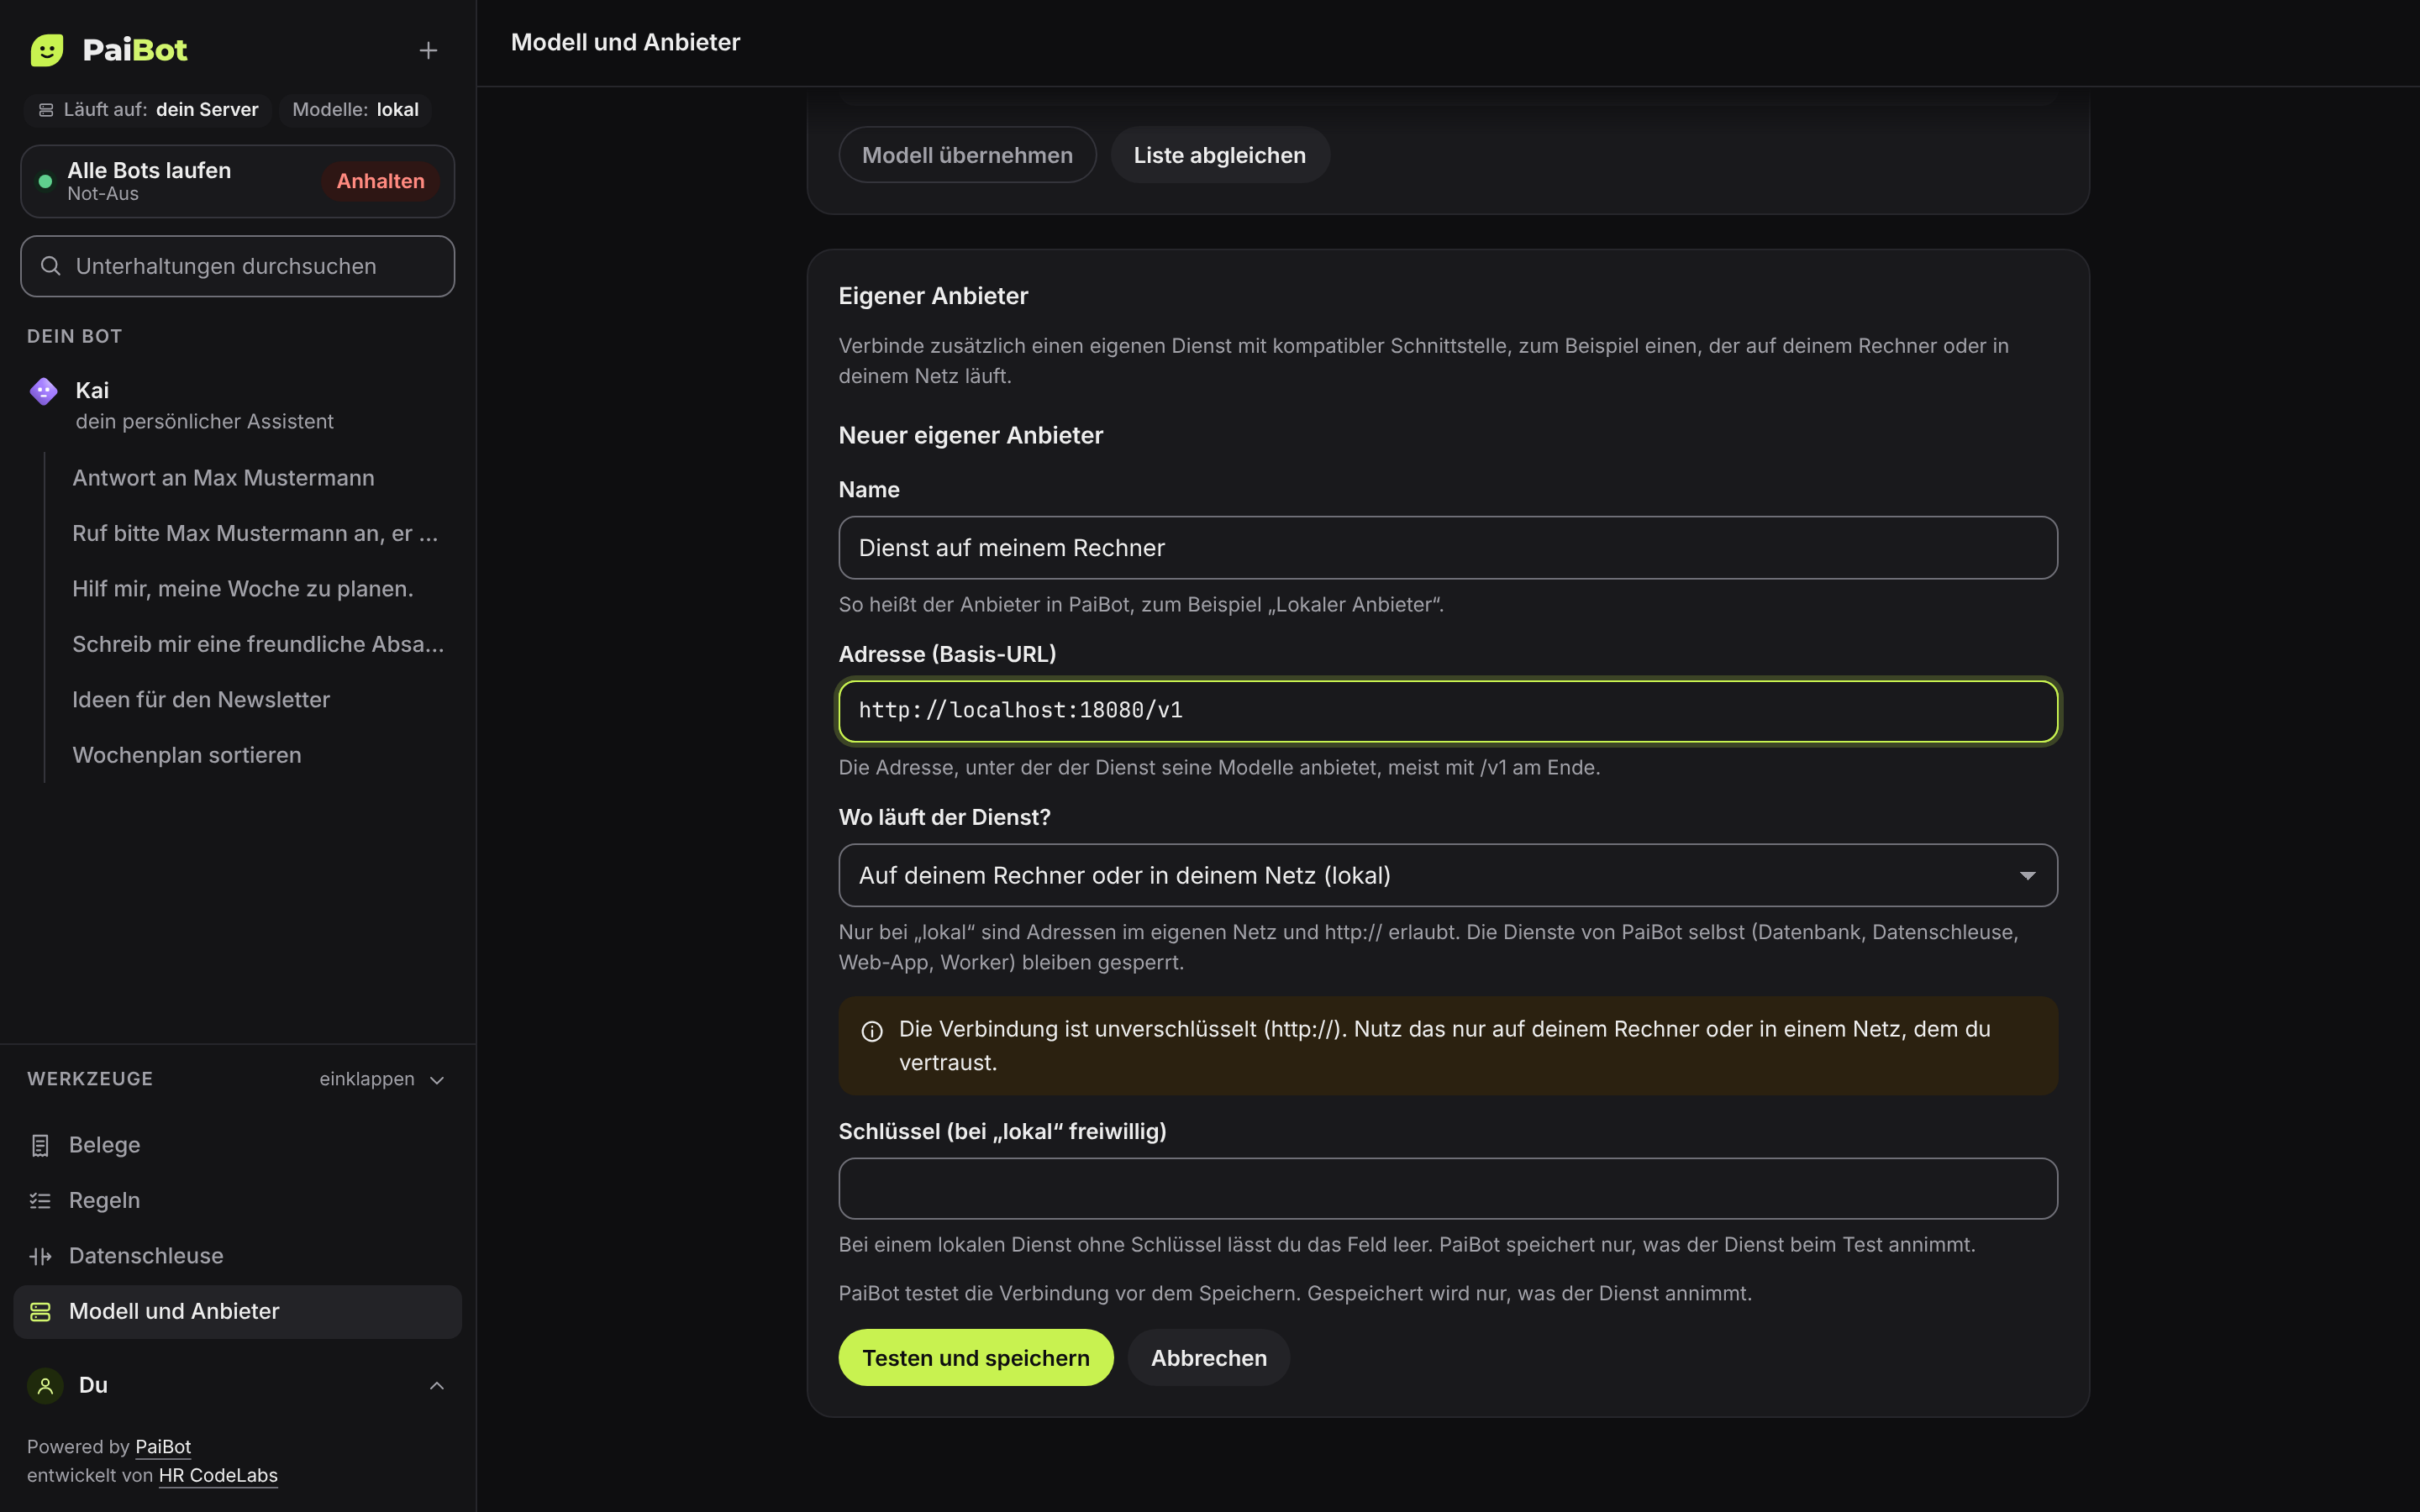 PaiBot
Läuft auf: dein Server
Modelle: lokal
Alle Bots laufen
Not-Aus
Anhalten
Unterhaltungen durchsuchen
DEIN BOT
Kai
dein persönlicher Assistent
Antwort an Max Mustermann
Ruf bitte Max Mustermann an, er ...
Hilf mir, meine Woche zu planen.
Schreib mir eine freundliche Absa...
Ideen für den Newsletter
Wochenplan sortieren
WERKZEUGE
einklappen
Belege
Regeln
Datenschleuse
Modell und Anbieter
Du
Powered by PaiBot
entwickelt von HR CodeLabs
Modell und Anbieter
Modell übernehmen
Liste abgleichen
Eigener Anbieter
Verbinde zusätzlich einen eigenen Dienst mit kompatibler Schnittstelle, zum Beispiel einen, der auf deinem Rechner oder in
deinem Netz läuft.
Neuer eigener Anbieter
Name
Dienst auf meinem Rechner
So heißt der Anbieter in PaiBot, zum Beispiel „Lokaler Anbieter“.
Adresse (Basis-URL)
http://localhost:18080/v1
Die Adresse, unter der der Dienst seine Modelle anbietet, meist mit /v1 am Ende.
Wo läuft der Dienst?
Auf deinem Rechner oder in deinem Netz (lokal)
Nur bei „lokal“ sind Adressen im eigenen Netz und http:// erlaubt. Die Dienste von PaiBot selbst (Datenbank, Datenschleuse,
Web-App, Worker) bleiben gesperrt.
Die Verbindung ist unverschlüsselt (http://). Nutz das nur auf deinem Rechner oder in einem Netz, dem du
vertraust.
Schlüssel (bei „lokal“ freiwillig)
Bei einem lokalen Dienst ohne Schlüssel lässt du das Feld leer. PaiBot speichert nur, was der Dienst beim Test annimmt.
PaiBot testet die Verbindung vor dem Speichern. Gespeichert wird nur, was der Dienst annimmt.
Testen und speichern
Abbrechen